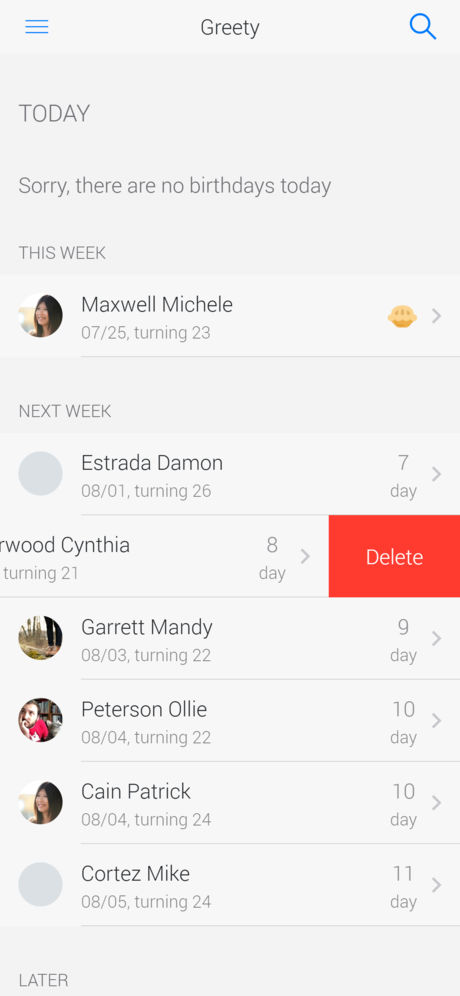 Greety
TODAY
Sorry, there are no birthdays today
THIS WEEK
Maxwell Michele
07/25, turning 23
NEXT WEEK
Estrada Damon
7
08/01, turning 26
day
rwood Cynthia
8
Delete
turning 21
day
Garrett Mandy
9
08/03, turning 22
day
Peterson Ollie
10
08/04, turning 22
day
Cain Patrick
10
08/04, turning 24
day
Cortez Mike
11
08/05, turning 24
day
LATER